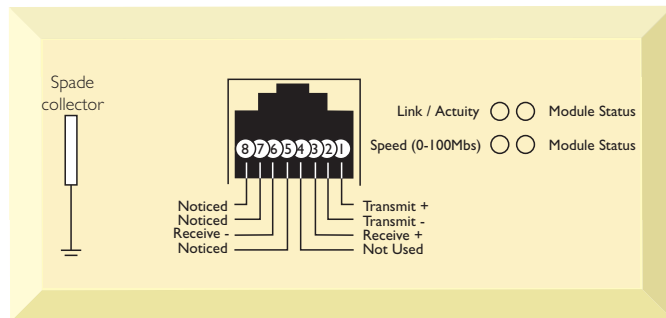 Spade
collector
8 7 6 5 4 3 2 1
Link / Actuity
Module Status
Speed (0-100Mbs)
Module Status
Noticed
Noticed
Receive -
Noticed
Transmit +
Transmit -
Receive +
Not Used